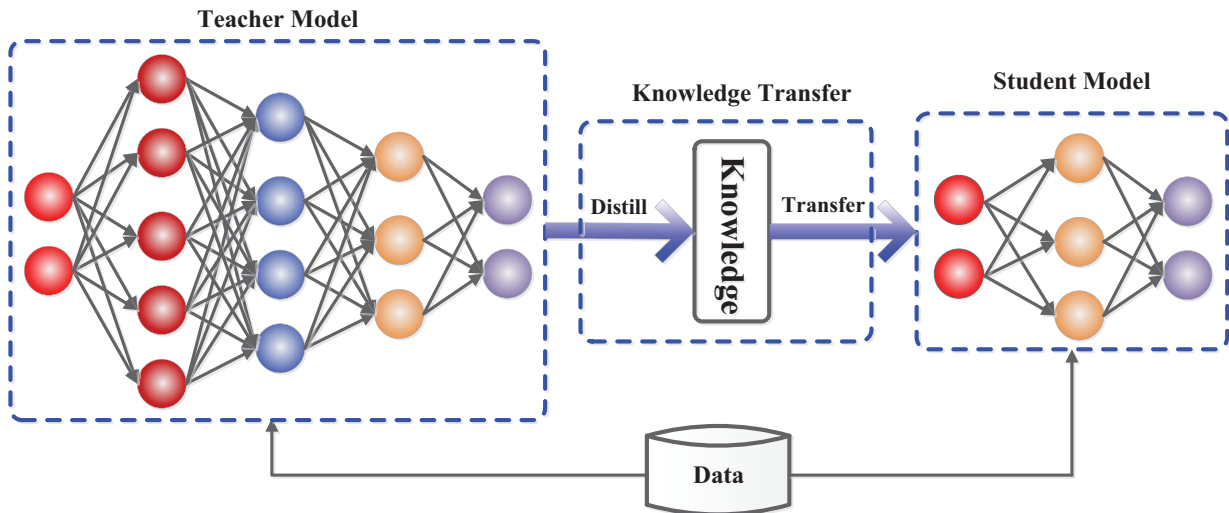 Teacher Model
Knowledge Transfer
Student Model
Distill
Knowledge
Transfer
Data